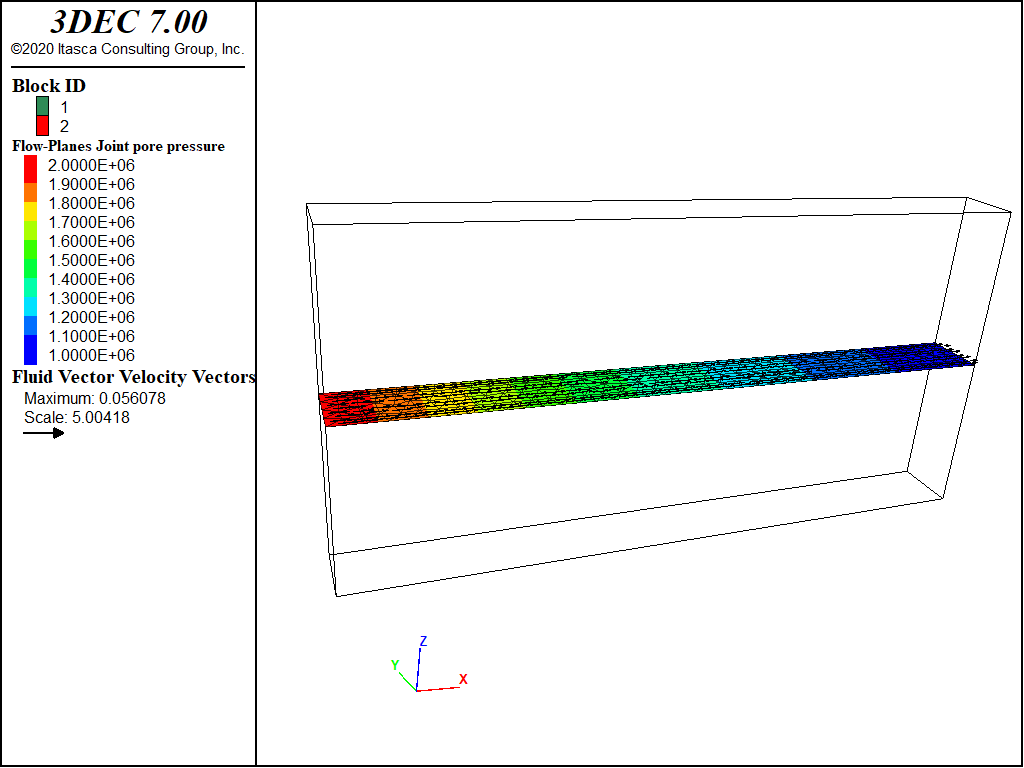 3DEC 7.00
©2020 Itasca Consulting Group, Inc.
Block ID
1
2
Flow-Planes Joint pore pressure
2.0000E+06
1.9000E+06
1.8000E+06
1.7000E+06
1.6000E+06
1.5000E+06
1.4000E+06
1.3000E+06
1.2000E+06
1.1000E+06
1.0000E+06
Fluid Vector Velocity Vectors
Maximum: 0.056078
Scale: 5.00418
Z
Y
X